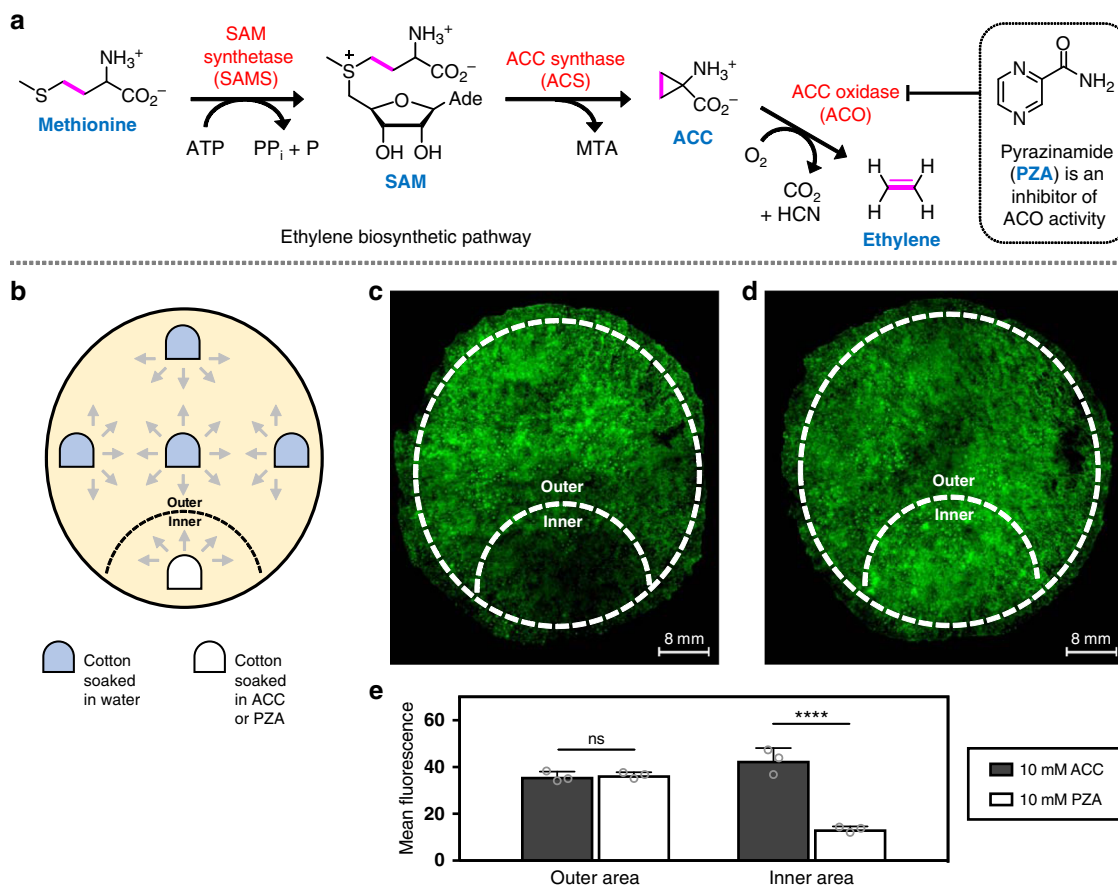 a
SAM
synthetase
(SAMS)
NH3+
S
CO2−
Methionine
ATP
PPi + P
NH3+
+
S
CO2−
O
Ade
OH OH
SAM
ACC synthase
(ACS)
MTA
NH3+
CO2−
ACC
ACC oxidase
(ACO)
O2
CO2
+ HCN
H H
H H
Ethylene
O
N
NH2
N
Pyrazinamide
(PZA) is an
inhibitor of
ACO activity
Ethylene biosynthetic pathway
b
Outer
Inner
Cotton
soaked
in water
Cotton
soaked
in ACC
or PZA
c
Outer
Inner
8 mm
d
Outer
Inner
8 mm
e
Mean fluorescence
60
40
20
0
ns
****
Outer area
Inner area
10 mM ACC
10 mM PZA